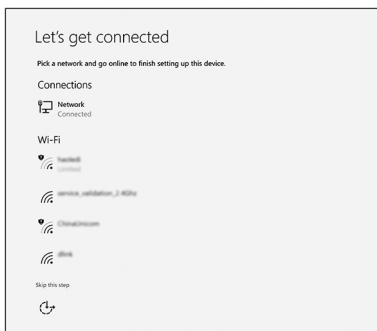 Let's get connected
Pick a network and go online to finish setting up this device.
Connections
Network
Connected
Wi-Fi
Limited
service_validation_2.4Ghz
ChinaUnicom
dlink
Skip this step